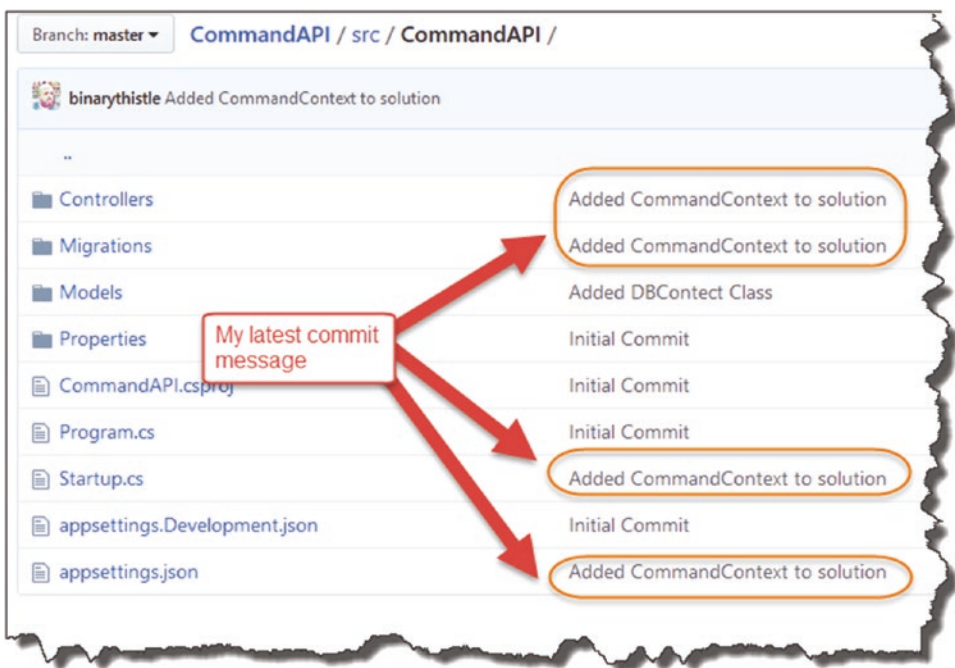 Branch: master CommandAPI / src / CommandAPI /
binarythistle Added CommandContext to solution
..
Controllers Added CommandContext to solution
Migrations Added CommandContext to solution
Models Added DBContect Class
Properties Initial Commit
My latest commit
message
CommandAPI.csproj Initial Commit
Program.cs Initial Commit
Startup.cs Added CommandContext to solution
appsettings.Development.json Initial Commit
appsettings.json Added CommandContext to solution